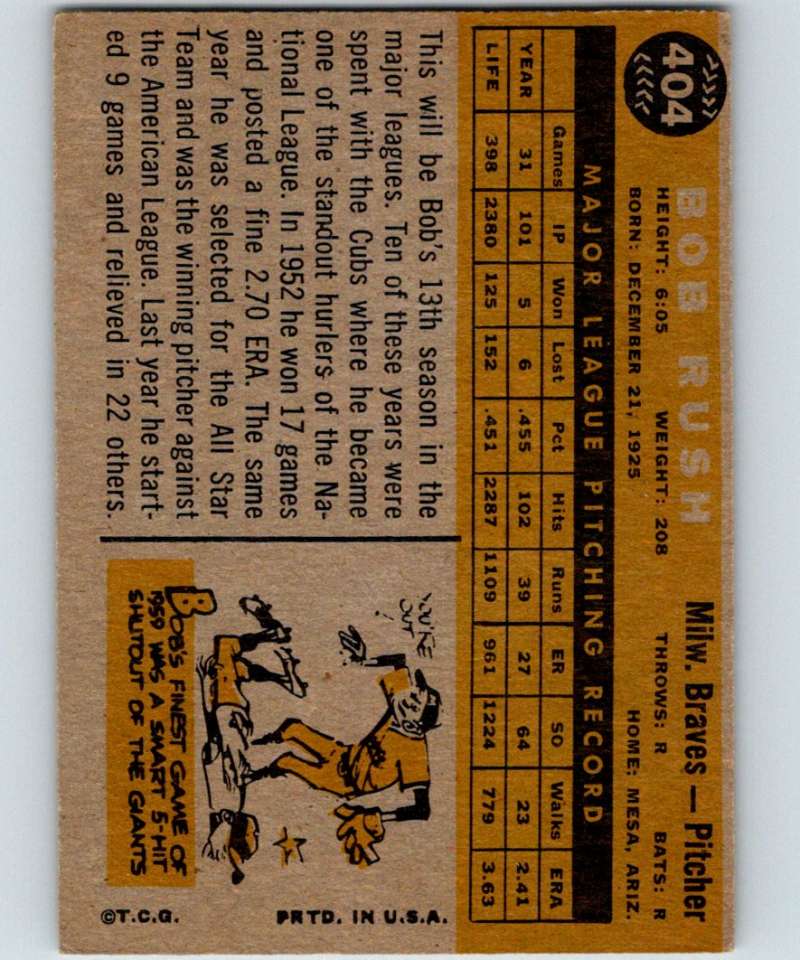 404
BOB RUSH
Milw. Braves — Pitcher
HEIGHT: 6:05 WEIGHT: 208 THROWS: R BATS: R
BORN: DECEMBER 21, 1925 HOME: MESA, ARIZ.
MAJOR LEAGUE PITCHING RECORD
Games IP Won Lost Pct Hits Runs ER SO Walks ERA
YEAR 31 101 5 6 .455 102 39 27 64 23 2.41
LIFE 398 2380 125 152 .451 2287 1109 961 1224 779 3.63
This will be Bob's 13th season in the
major leagues. Ten of these years were
spent with the Cubs where he became
one of the standout hurlers of the Na-
tional League. In 1952 he won 17 games
and posted a fine 2.70 ERA. The same
year he was selected for the All Star
Team and was the winning pitcher against
the American League. Last year he start-
ed 9 games and relieved in 22 others.
YOU'RE
OUT!
BOB'S FINEST GAME OF
1959 WAS A SMART 5-HIT
SHUTOUT OF THE GIANTS
©T.C.G. PRTD. IN U.S.A.